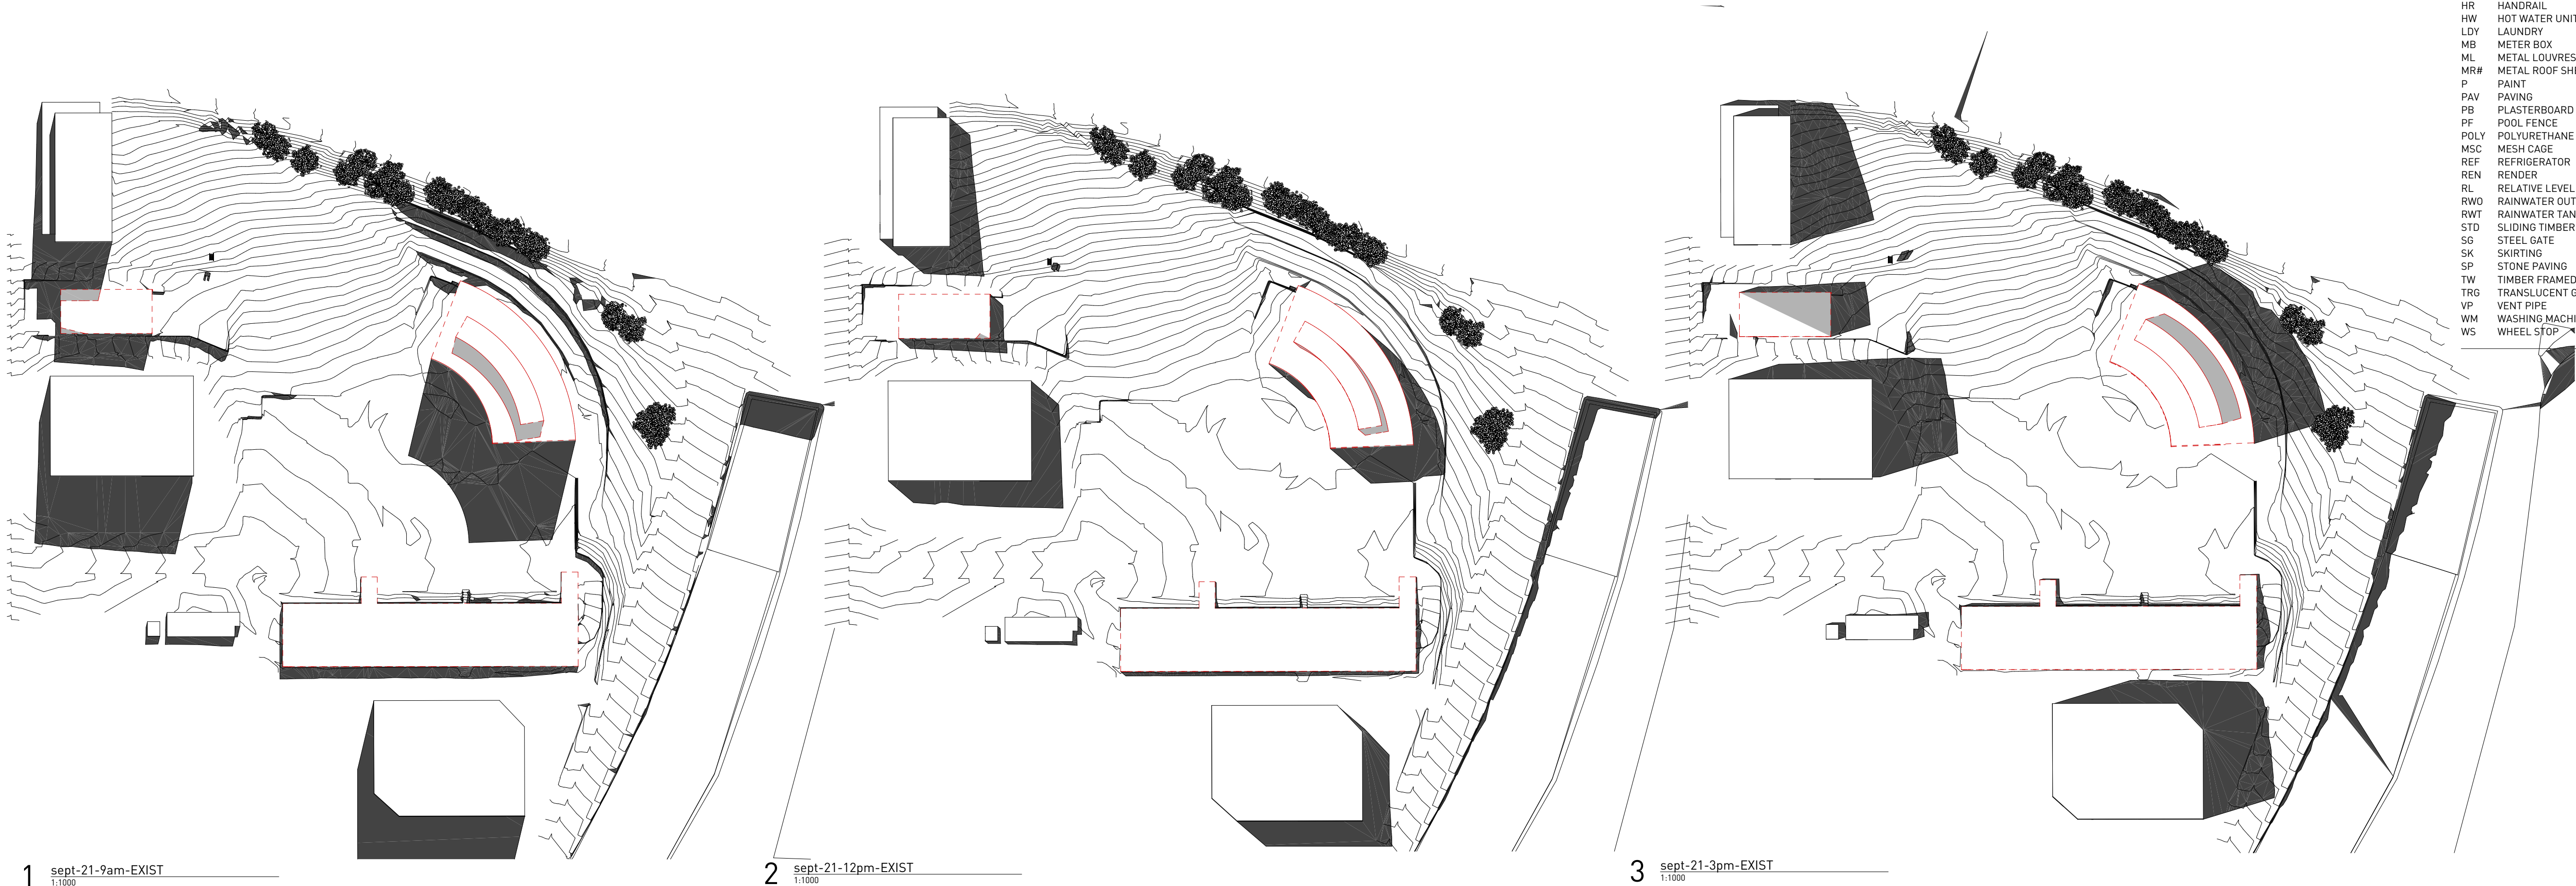 HR HANDRAIL
HW HOT WATER UNIT
LDY LAUNDRY
MB METER BOX
ML METAL LOUVRES
MR# METAL ROOF SHE
P PAINT
PAV PAVING
PB PLASTERBOARD
PF POOL FENCE
POLY POLYURETHANE
MSC MESH CAGE
REF REFRIGERATOR
REN RENDER
RL RELATIVE LEVEL
RWO RAINWATER OUT
RWT RAINWATER TAN
STD SLIDING TIMBER
SG STEEL GATE
SK SKIRTING
SP STONE PAVING
TW TIMBER FRAMED
TRG TRANSLUCENT G
VP VENT PIPE
WM WASHING MACHI
WS WHEEL STOP
1 sept-21-9am-EXIST
1:1000
2 sept-21-12pm-EXIST
1:1000
3 sept-21-3pm-EXIST
1:1000